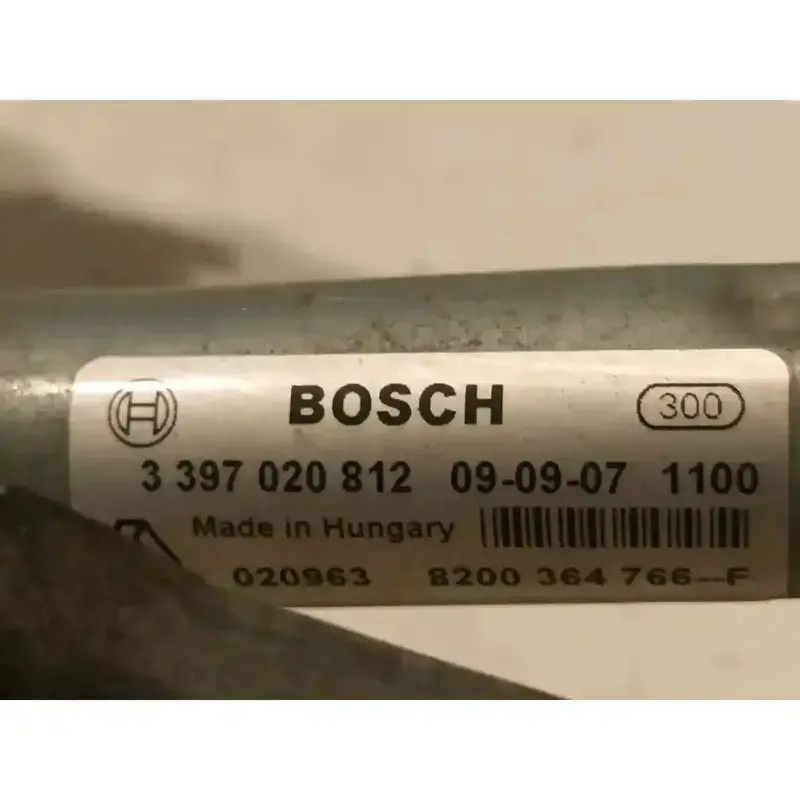 BOSCH 300
3 397 020 812 09-09-07 1100
Made in Hungary
020963 8200 364 766-F